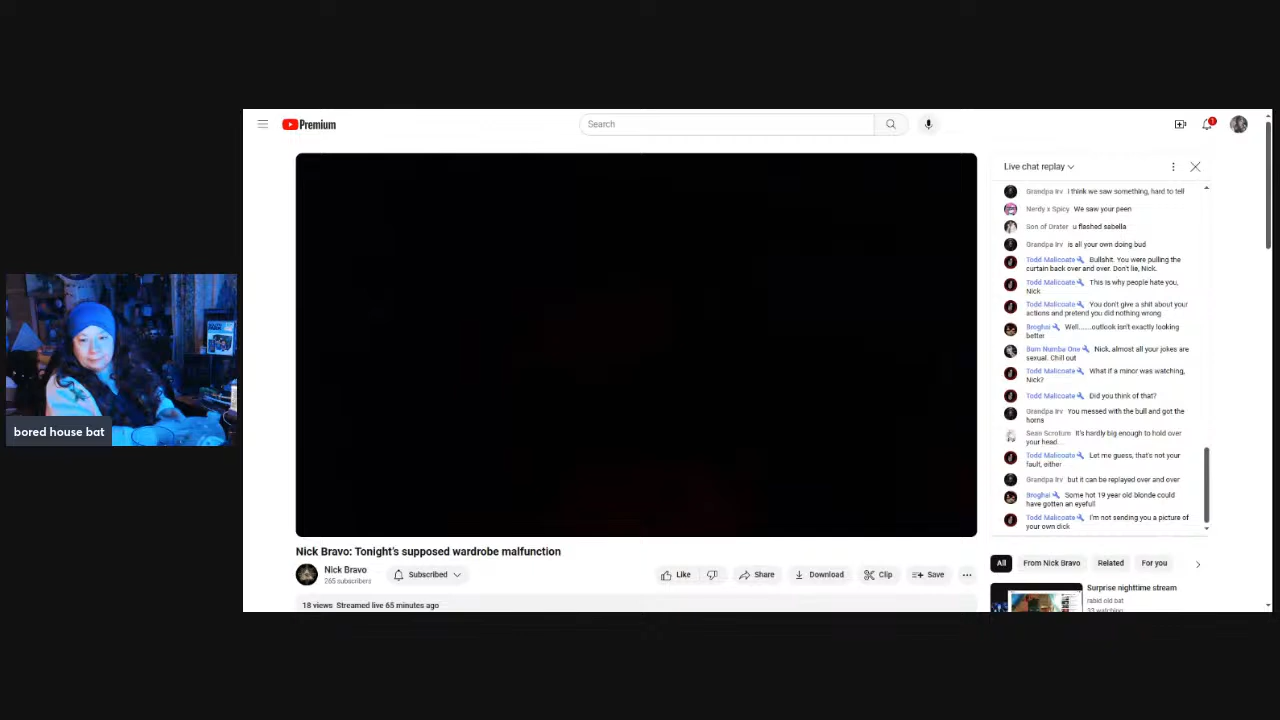 Premium
Search
1
Live chat replay
Grandpa Irv I think we saw something, hard to tell
Nerdy x Spicy We saw your peen
Son of Drater u flashed sabella
Grandpa Irv is all your own doing bud
Todd Malicoate Bullshit. You were pulling the
curtain back over and over. Don't lie, Nick.
Todd Malicoate This is why people hate you,
Nick.
Todd Malicoate You don't give a shit about your
actions and pretend you did nothing wrong
Broghai Well.......outlook isn't exactly looking
better
Bum Numba One Nick, almost all your jokes are
sexual. Chill out
Todd Malicoate What if a minor was watching,
Nick?
Todd Malicoate Did you think of that?
Grandpa Irv You messed with the bull and got the
horns
Sean Scrotum It's hardly big enough to hold over
your head....
Todd Malicoate Let me guess, that's not your
fault, either
Grandpa Irv but it can be replayed over and over
Broghai Some hot 19 year old blonde could
have gotten an eyefull
Todd Malicoate I'm not sending you a picture of
your own dick
bored house bat
Nick Bravo: Tonight's supposed wardrobe malfunction
Nick Bravo
265 subscribers
Subscribed
Like
Share
Download
Clip
Save
18 views Streamed live 65 minutes ago
All
From Nick Bravo
Related
For you
Surprise nighttime stream
rabid old bat
33 watching